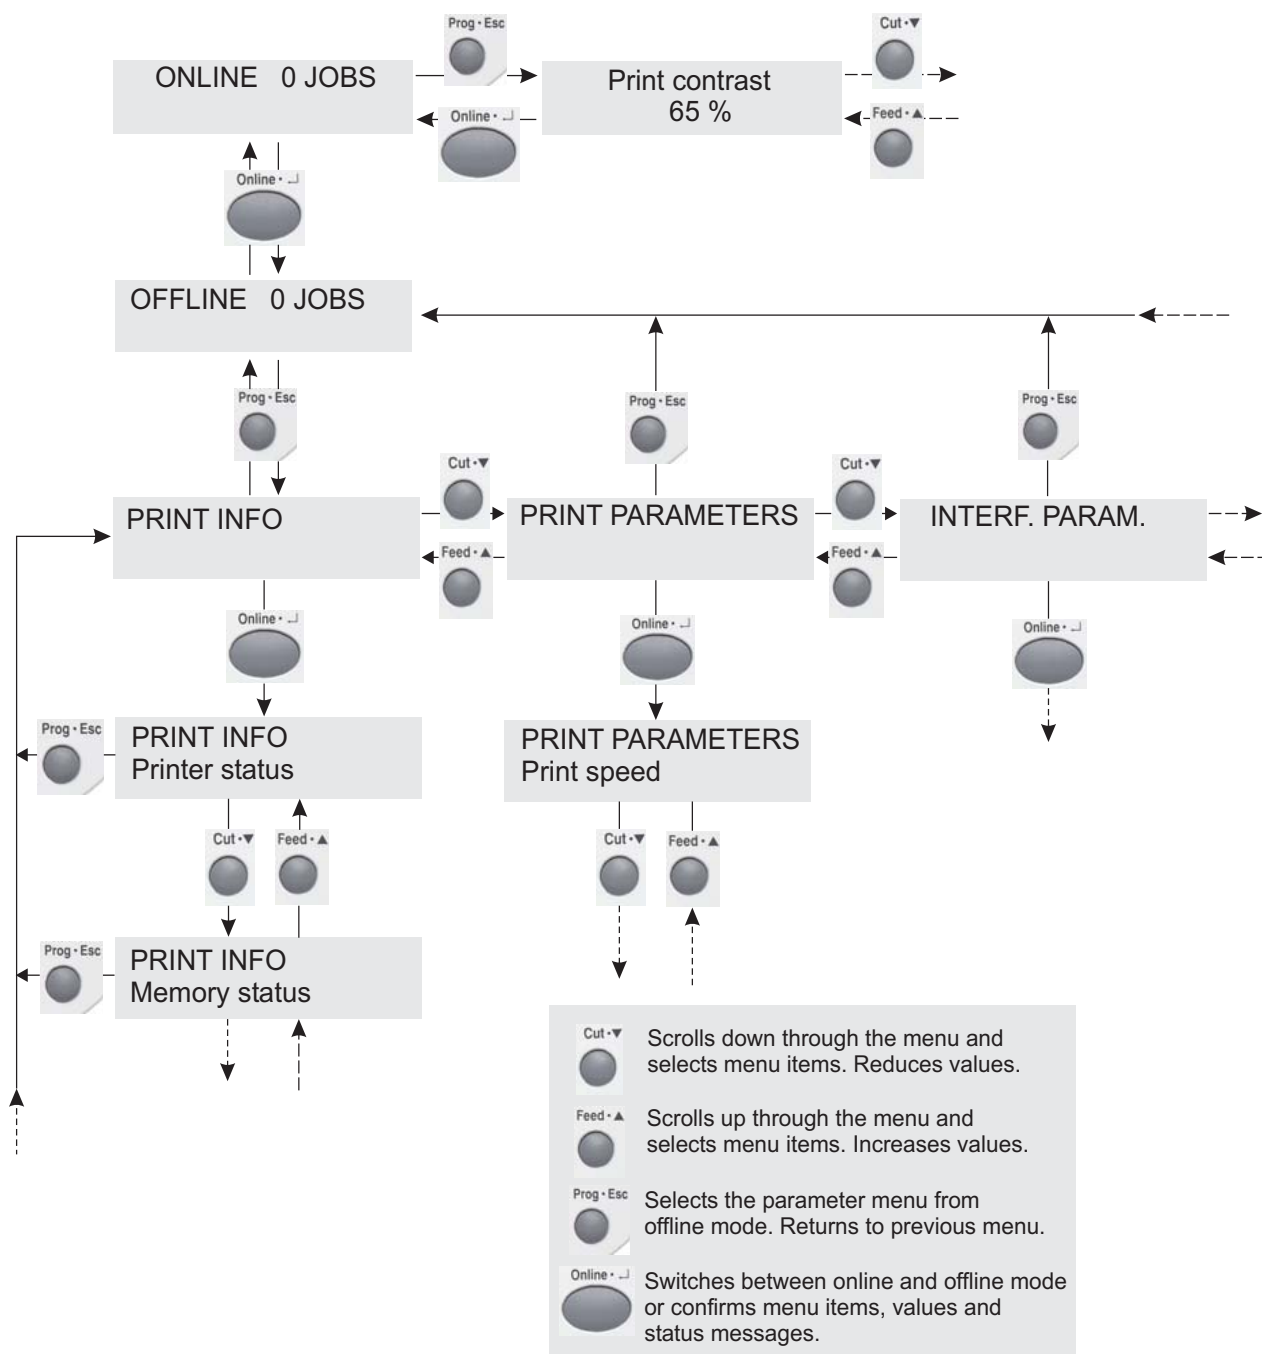 Prog • Esc
Cut •▼
ONLINE 0 JOBS
Print contrast
65 %
Online • ↵
Feed • ▲
Online • ↵
OFFLINE 0 JOBS
Prog • Esc
Prog • Esc
Prog • Esc
Cut •▼
Cut •▼
PRINT INFO
PRINT PARAMETERS
INTERF. PARAM.
Feed • ▲
Feed • ▲
Online • ↵
Online • ↵
Online • ↵
Prog • Esc
PRINT INFO
Printer status
PRINT PARAMETERS
Print speed
Cut •▼
Feed • ▲
Cut •▼
Feed • ▲
Prog • Esc
PRINT INFO
Memory status
Cut •▼
Scrolls down through the menu and
selects menu items. Reduces values.
Feed • ▲
Scrolls up through the menu and
selects menu items. Increases values.
Prog • Esc
Selects the parameter menu from
offline mode. Returns to previous menu.
Online • ↵
Switches between online and offline mode
or confirms menu items, values and
status messages.